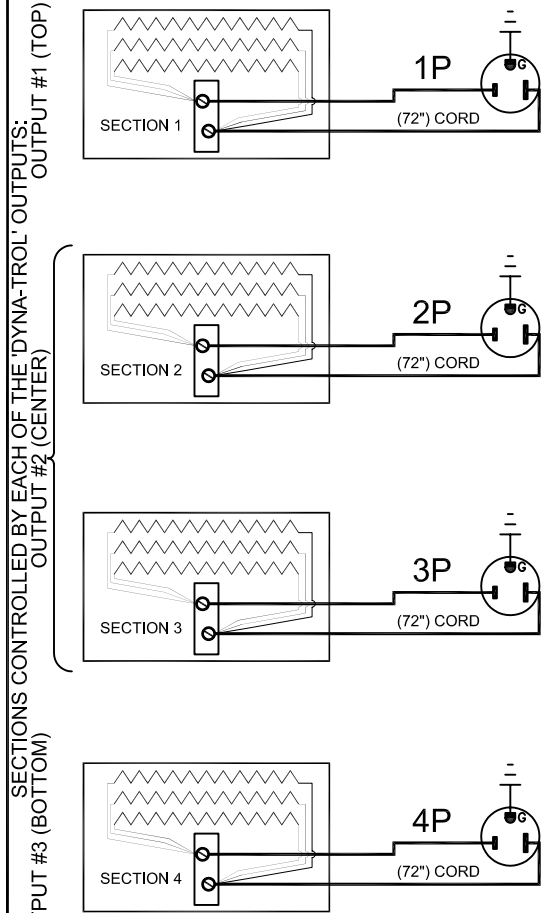 SECTIONS CONTROLLED BY EACH OF THE 'DYNA-TROL' OUTPUTS:
OUTPUT #1 (TOP)
SECTION 1
1P
(72") CORD
G
OUTPUT #2 (CENTER)
SECTION 2
2P
(72") CORD
G
SECTION 3
3P
(72") CORD
G
PUT #3 (BOTTOM)
SECTION 4
4P
(72") CORD
G